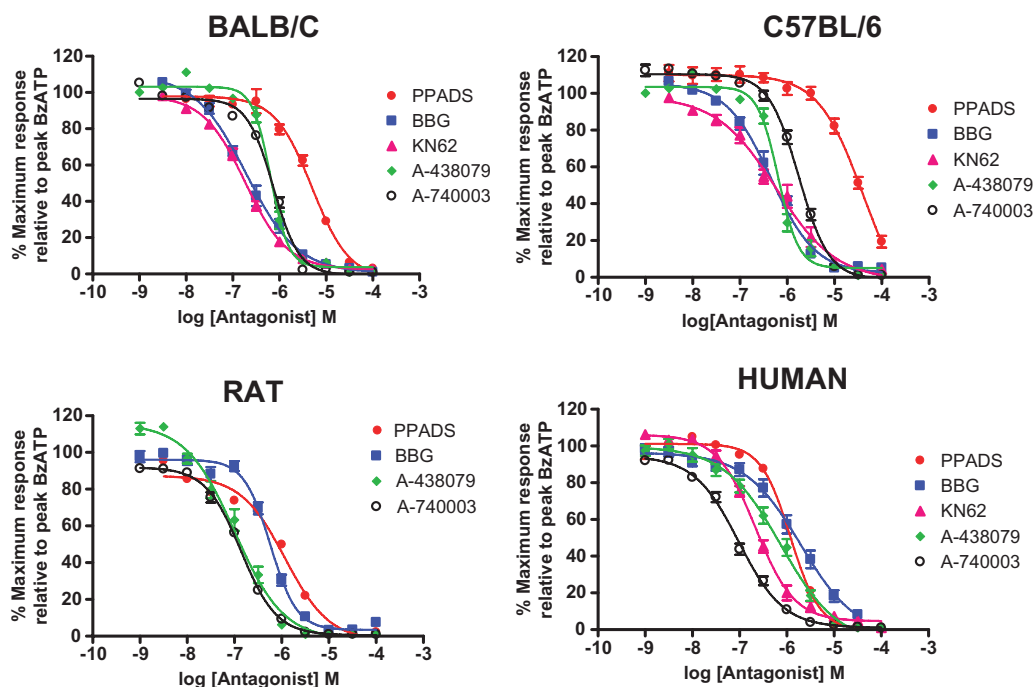 BALB/C
% Maximum response
relative to peak BzATP
120
100
80
60
40
20
0
-10 -9 -8 -7 -6 -5 -4 -3
log [Antagonist] M
PPADS
BBG
KN62
A-438079
A-740003
C57BL/6
% Maximum response
relative to peak BzATP
120
100
80
60
40
20
0
-10 -9 -8 -7 -6 -5 -4 -3
log[Antagonist] M
PPADS
BBG
KN62
A-438079
A-740003
RAT
% Maximum response
relative to peak BzATP
120
100
80
60
40
20
0
-10 -9 -8 -7 -6 -5 -4 -3
log [Antagonist] M
PPADS
BBG
A-438079
A-740003
HUMAN
% Maximum response
relative to peak BzATP
120
100
80
60
40
20
0
-10 -9 -8 -7 -6 -5 -4 -3
log [Antagonist] M
PPADS
BBG
KN62
A-438079
A-740003